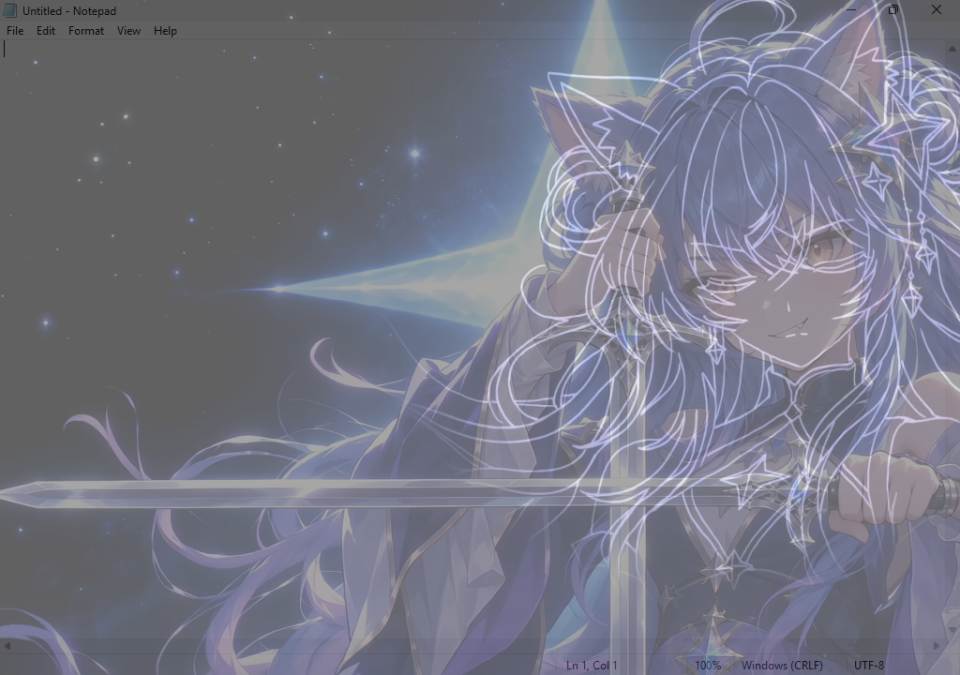 Untitled - Notepad
File Edit Format View Help
Ln 1, Col 1 100% Windows (CRLF) UTF-8